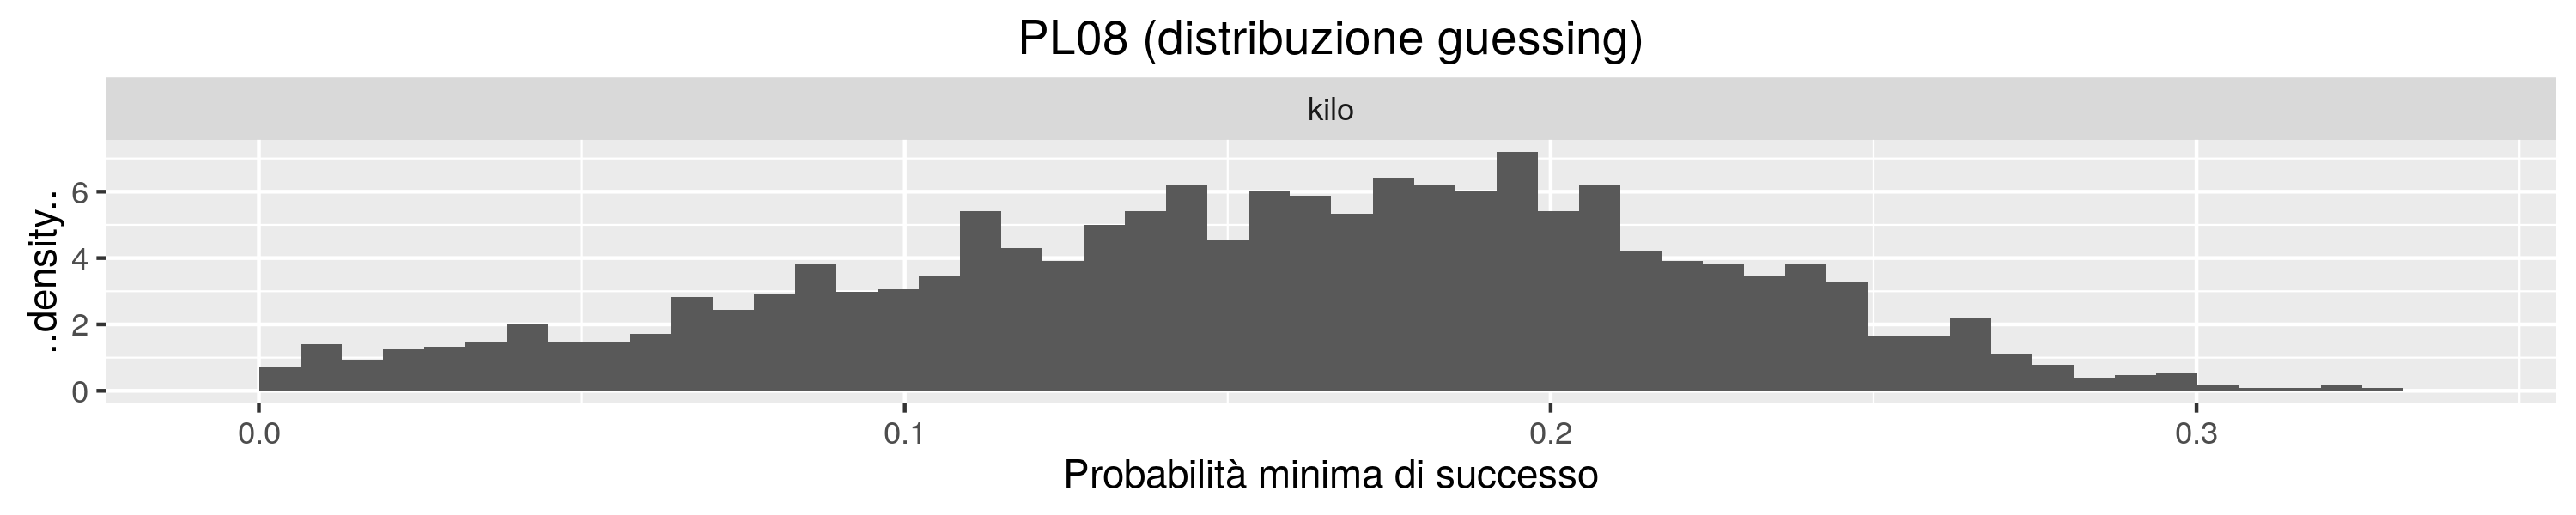 PL08 (distribuzione guessing)
kilo
..density..
6
4
2
0
0.0 0.1 0.2 0.3
Probabilità minima di successo